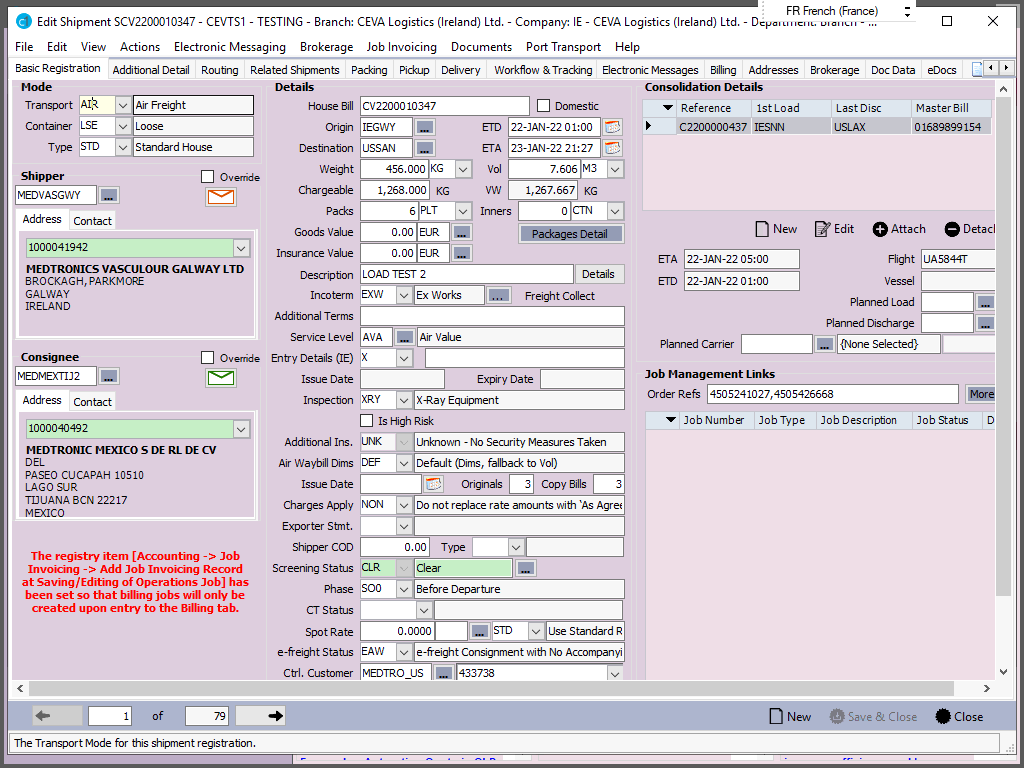 Edit Shipment SCV2200010347 - CEVTS1 - TESTING - Branch: CEVA Logistics (Ireland) Ltd. - Company: IE - CEVA Logistics (Ireland) Ltd. - Department: Branch - ...
FR French (France)
File Edit View Actions Electronic Messaging Brokerage Job Invoicing Documents Port Transport Help
Basic Registration Additional Detail Routing Related Shipments Packing Pickup Delivery Workflow & Tracking Electronic Messages Billing Addresses Brokerage Doc Data eDocs
Mode
Transport AIR Air Freight
Container LSE Loose
Type STD Standard House
Shipper Override
MEDVASGWY ...
Address Contact
1000041942
MEDTRONICS VASCULOUR GALWAY LTD
BROCKAGH,PARKMORE
GALWAY
IRELAND
Consignee Override
MEDMEXTIJ2 ...
Address Contact
1000040492
MEDTRONIC MEXICO S DE RL DE CV
DEL
PASEO CUCAPAH 10510
LAGO SUR
TIJUANA BCN 22217
MEXICO
The registry item [Accounting -> Job
Invoicing -> Add Job Invoicing Record
at Saving/Editing of Operations Job] has
been set so that billing jobs will only be
created upon entry to the Billing tab.
Details
House Bill CV2200010347 Domestic
Origin IEGWY ... ETD 22-JAN-22 01:00
Destination USSAN ... ETA 23-JAN-22 21:27
Weight 456.000 KG Vol 7.606 M3
Chargeable 1,268.000 KG VW 1,267.667 KG
Packs 6 PLT Inners 0 CTN
Goods Value 0.00 EUR ... Packages Detail
Insurance Value 0.00 EUR ...
Description LOAD TEST 2 Details
Incoterm EXW Ex Works ... Freight Collect
Additional Terms
Service Level AVA ... Air Value
Entry Details (IE) X
Issue Date Expiry Date
Inspection XRY X-Ray Equipment
Is High Risk
Additional Ins. UNK Unknown - No Security Measures Taken
Air Waybill Dims DEF Default (Dims, fallback to Vol)
Issue Date Originals 3 Copy Bills 3
Charges Apply NON Do not replace rate amounts with `As Agree
Exporter Stmt.
Shipper COD 0.00 Type
Screening Status CLR Clear ...
Phase SO0 Before Departure
CT Status
Spot Rate 0.0000 ... STD Use Standard R
e-freight Status EAW e-freight Consignment with No Accompanyi
Ctrl. Customer MEDTRO_US ... 433738
Consolidation Details
Reference 1st Load Last Disc Master Bill
C2200000437 IESNN USLAX 01689899154
New Edit Attach Detach
ETA 22-JAN-22 05:00 Flight UA5844T
ETD 22-JAN-22 01:00 Vessel
Planned Load ...
Planned Discharge ...
Planned Carrier ... {None Selected}
Job Management Links
Order Refs 4505241027,4505426668 More
Job Number Job Type Job Description Job Status D
1 of 79 New Save & Close Close
The Transport Mode for this shipment registration.